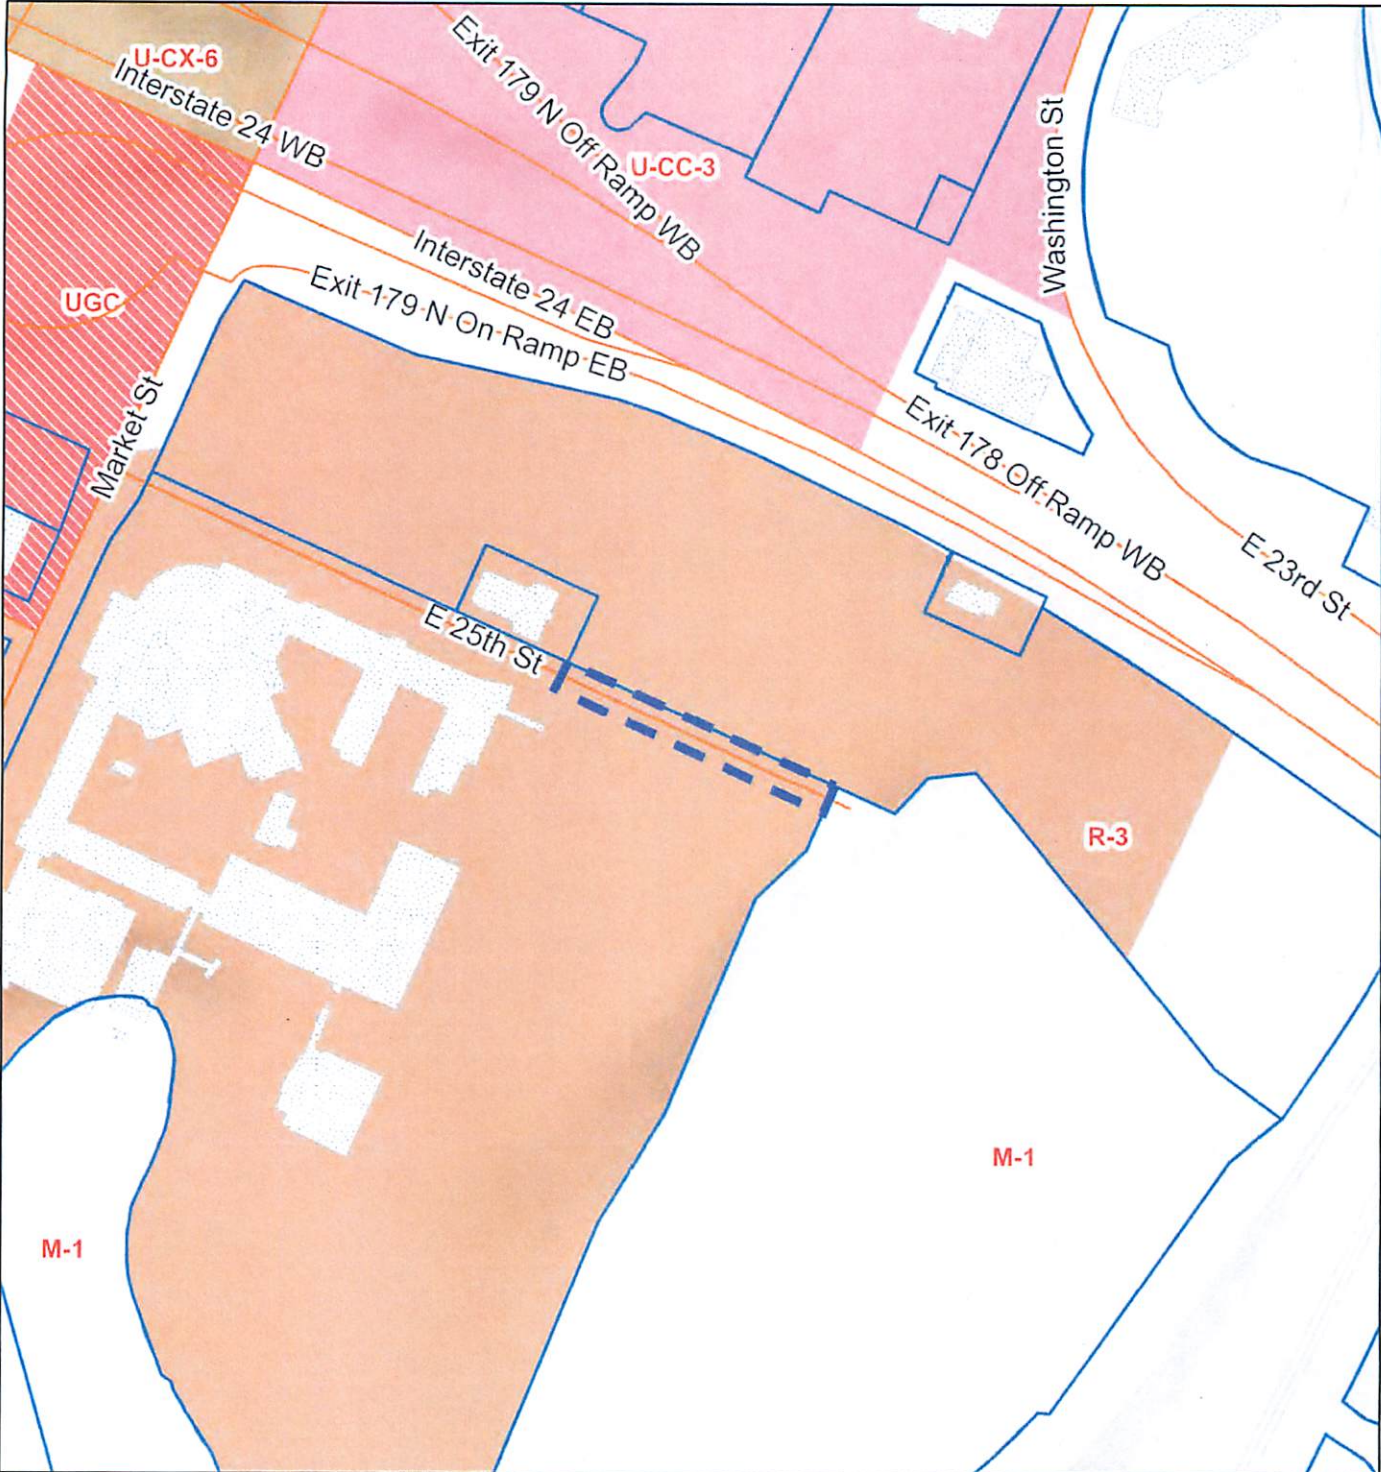 U-CX-6
Interstate 24 WB
Exit 179 N Off Ramp WB
U-CC-3
Washington St
Interstate 24 EB
Exit 179 N On Ramp EB
UGC
Market St
Exit 178 Off Ramp WB
E 23rd St
E 25th St
R-3
M-1
M-1